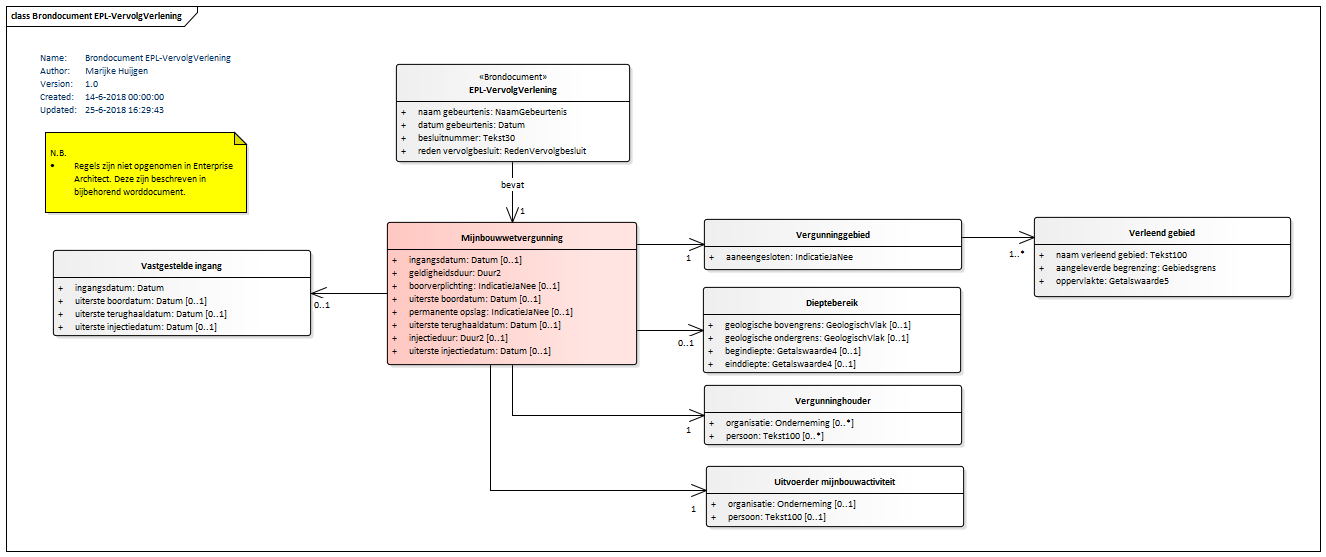 class Brondocument EPL-VervolgVerlening
Name: Brondocument EPL-VervolgVerlening
Author: Marijke Huijgen
Version: 1.0
Created: 14-6-2018 00:00:00
Updated: 25-6-2018 16:29:43
N.B.
• Regels zijn niet opgenomen in Enterprise
Architect. Deze zijn beschreven in
bijbehorend worddocument.
«Brondocument»
EPL-VervolgVerlening
+ naam gebeurtenis: NaamGebeurtenis
+ datum gebeurtenis: Datum
+ besluitnummer: Tekst30
+ reden vervolgbesluit: RedenVervolgbesluit
bevat
1
Mijnbouwwetvergunning
+ ingangsdatum: Datum [0..1]
+ geldigheidsduur: Duur2
+ boorverplichting: IndicatieJaNee [0..1]
+ uiterste boordatum: Datum [0..1]
+ permanente opslag: IndicatieJaNee [0..1]
+ uiterste terughaaldatum: Datum [0..1]
+ injectieduur: Duur2 [0..1]
+ uiterste injectiedatum: Datum [0..1]
Vastgestelde ingang
+ ingangsdatum: Datum
+ uiterste boordatum: Datum [0..1]
+ uiterste terughaaldatum: Datum [0..1]
+ uiterste injectiedatum: Datum [0..1]
0..1
Vergunninggebied
+ aaneengesloten: IndicatieJaNee
1
Verleend gebied
+ naam verleend gebied: Tekst100
+ aangeleverde begrenzing: Gebiedsgrens
+ oppervlakte: Getalswaarde5
1..*
Dieptebereik
+ geologische bovengrens: GeologischVlak [0..1]
+ geologische ondergrens: GeologischVlak [0..1]
+ begindiepte: Getalswaarde4 [0..1]
+ einddiepte: Getalswaarde4 [0..1]
0..1
Vergunninghouder
+ organisatie: Onderneming [0..*]
+ persoon: Tekst100 [0..*]
1
Uitvoerder mijnbouwactiviteit
+ organisatie: Onderneming [0..1]
+ persoon: Tekst100 [0..1]
1